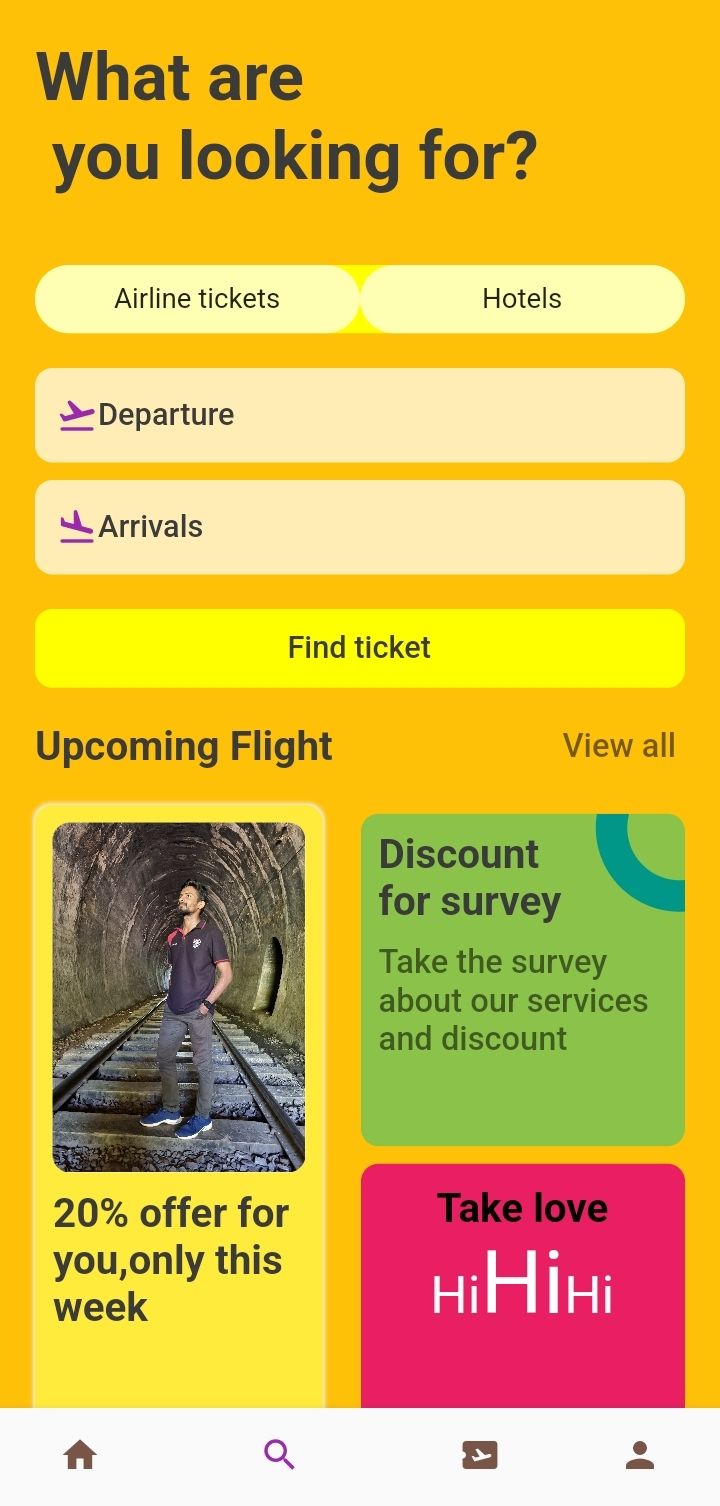 What are
you looking for?
Airline tickets
Hotels
Departure
Arrivals
Find ticket
Upcoming Flight
View all
Discount
for survey
Take the survey
about our services
and discount
20% offer for
you,only this
week
Take love
HiHiHi